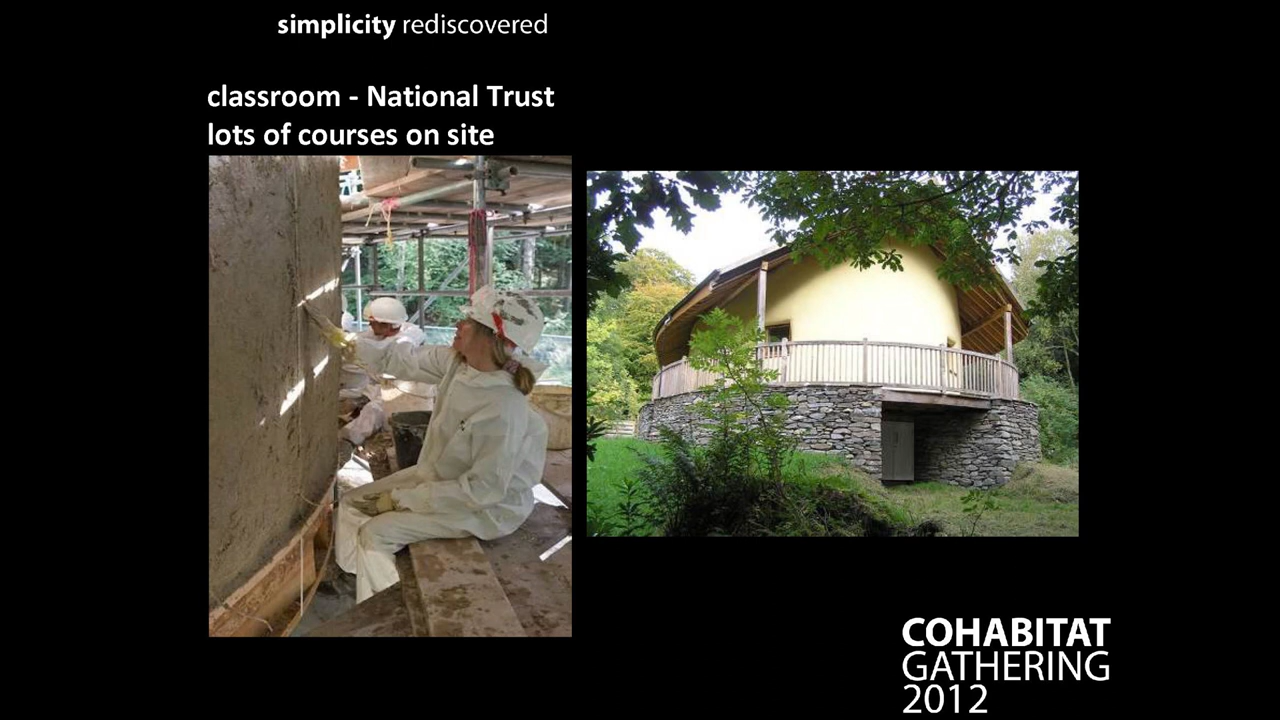 simplicity rediscovered
classroom - National Trust
lots of courses on site
COHABITAT
GATHERING
2012